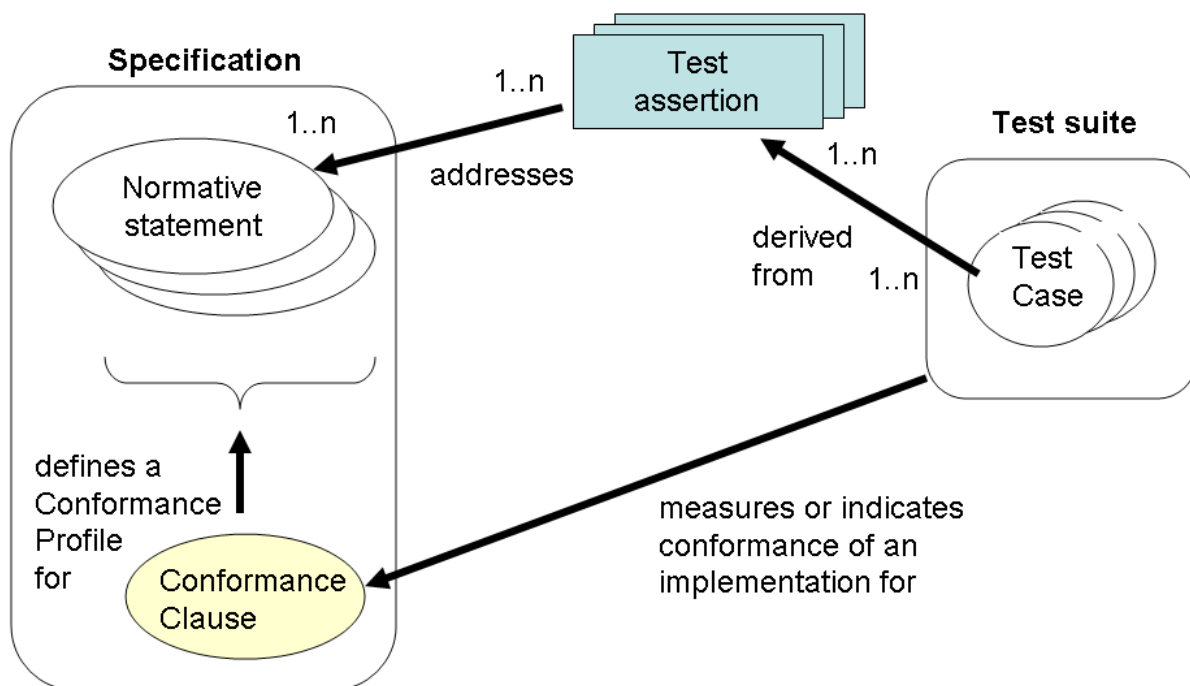 Specification
1..n
Normative
statement
defines a
Conformance
Profile
for
Conformance
Clause
1..n
addresses
Test
assertion
1..n
derived
from
1..n
Test suite
Test
Case
measures or indicates
conformance of an
implementation for